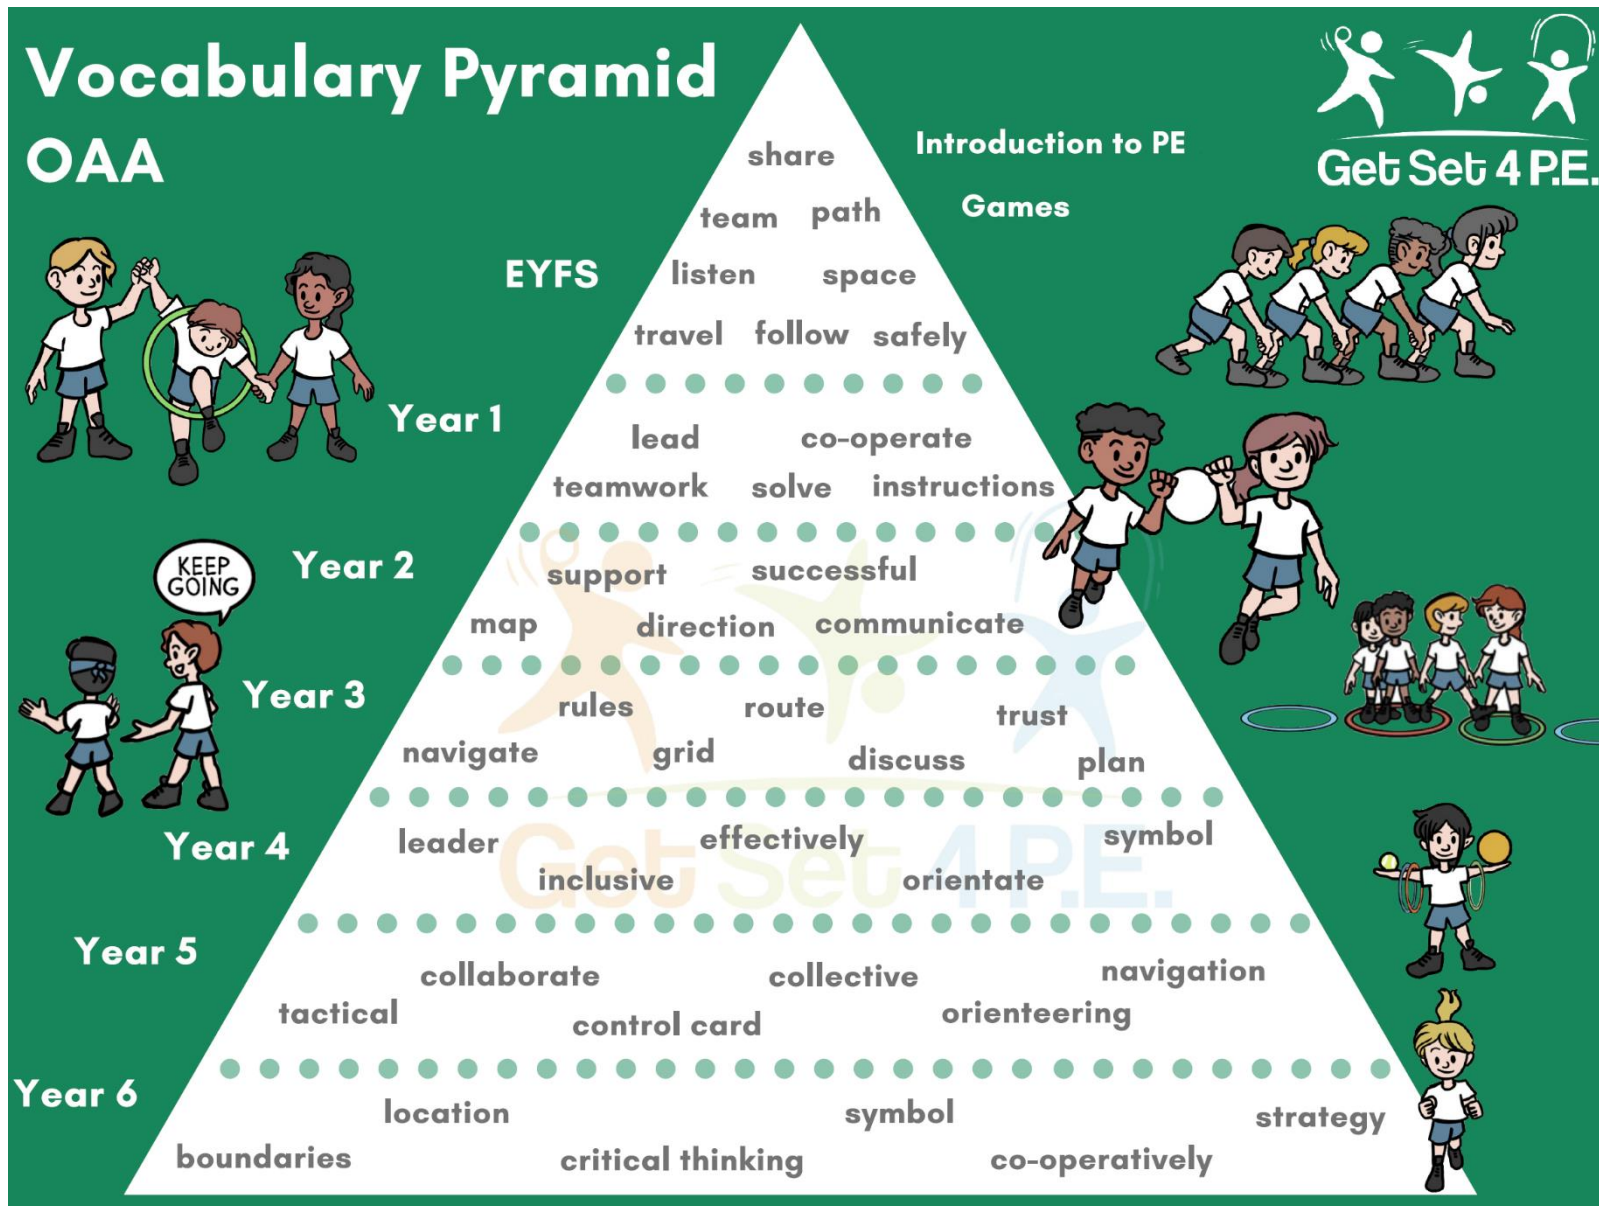 Vocabulary Pyramid
OAA
Get Set 4 P.E.
Introduction to PE
Games
EYFS
share
team path
listen space
travel follow safely
Year 1
lead co-operate
teamwork solve instructions
Year 2
support successful
map direction communicate
KEEP
GOING
Year 3
rules route trust
navigate grid discuss plan
Year 4
leader effectively symbol
inclusive orientate
Get Set 4 P.E.
Year 5
collaborate collective navigation
tactical control card orienteering
Year 6
location symbol strategy
boundaries critical thinking co-operatively